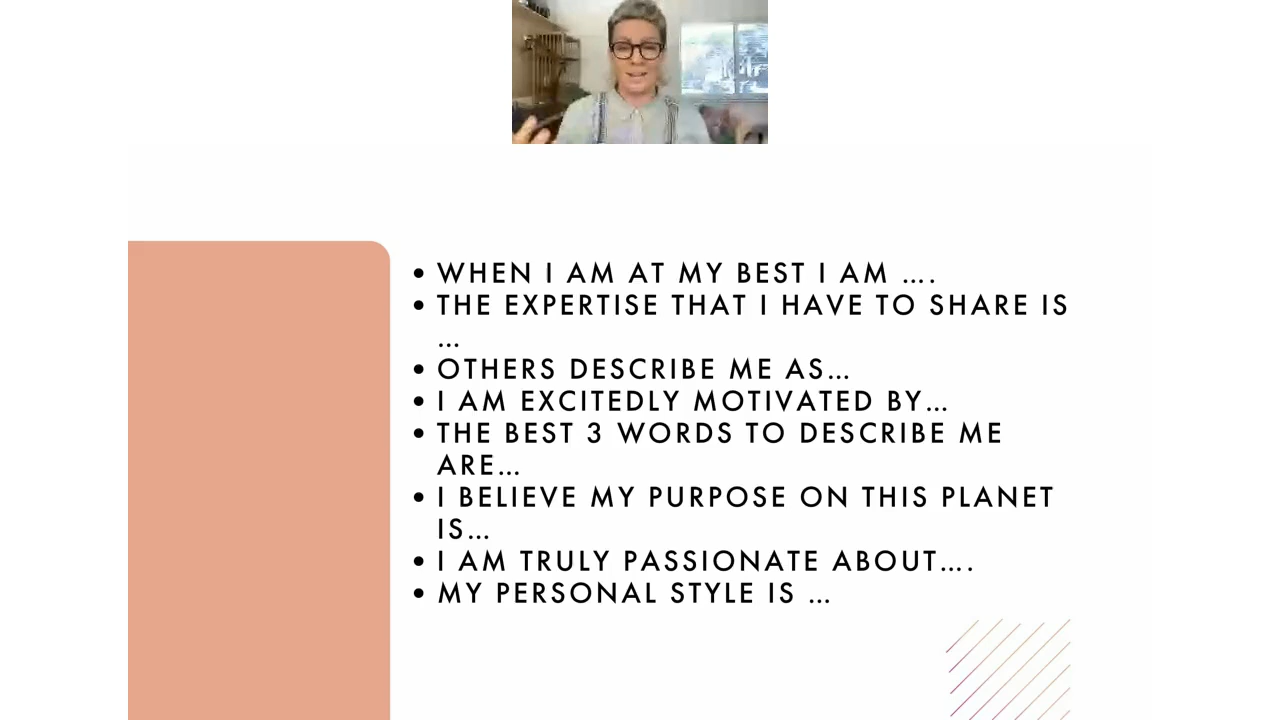 • WHEN I AM AT MY BEST I AM ....
• THE EXPERTISE THAT I HAVE TO SHARE IS
...
• OTHERS DESCRIBE ME AS...
• I AM EXCITEDLY MOTIVATED BY...
• THE BEST 3 WORDS TO DESCRIBE ME
ARE...
• I BELIEVE MY PURPOSE ON THIS PLANET
IS...
• I AM TRULY PASSIONATE ABOUT....
• MY PERSONAL STYLE IS ...